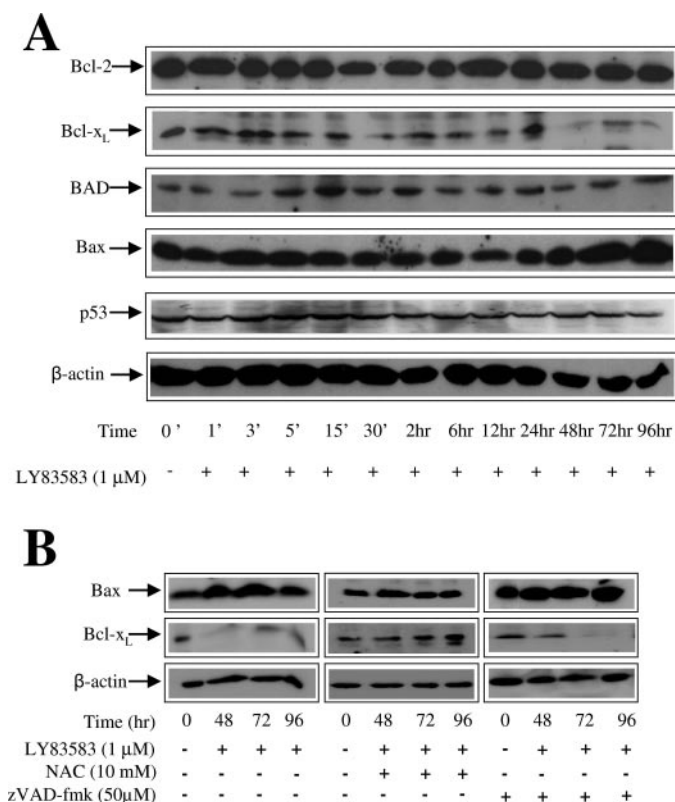 A
Bcl-2
Bcl-xL
BAD
Bax
p53
β-actin
Time 0 ' 1' 3' 5' 15' 30' 2hr 6hr 12hr 24hr 48hr 72hr 96hr
LY83583 (1 μM) - + + + + + + + + + + + +
B
Bax
Bcl-xL
β-actin
Time (hr) 0 48 72 96 0 48 72 96 0 48 72 96
LY83583 (1 μM) - + + + - + + + - + + +
NAC (10 mM) - - - - - + + + - - - -
zVAD-fmk (50μM) - - - - - - - - + + + +